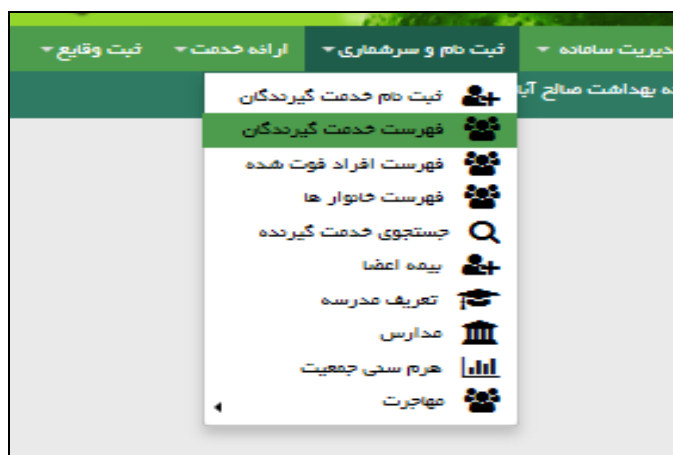 مدیریت سامانه ثبت نام و سرشماری ارائه خدمت ثبت وقایع
ه بهداشت صالح آبا
ثبت نام خدمت گیرندگان
فهرست خدمت گیرندگان
فهرست افراد فوت شده
فهرست خانوار ها
جستجوی خدمت گیرنده
بیمه اعضا
تعریف مدرسه
مدارس
هرم سنی جمعیت
مهاجرت